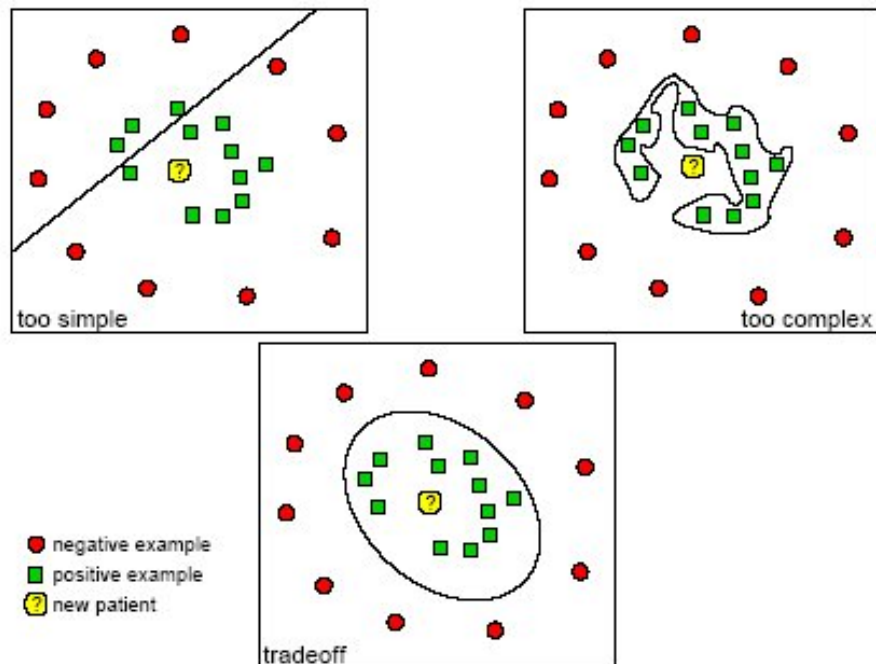 too simple
too complex
?
?
?
negative example
positive example
? new patient
tradeoff